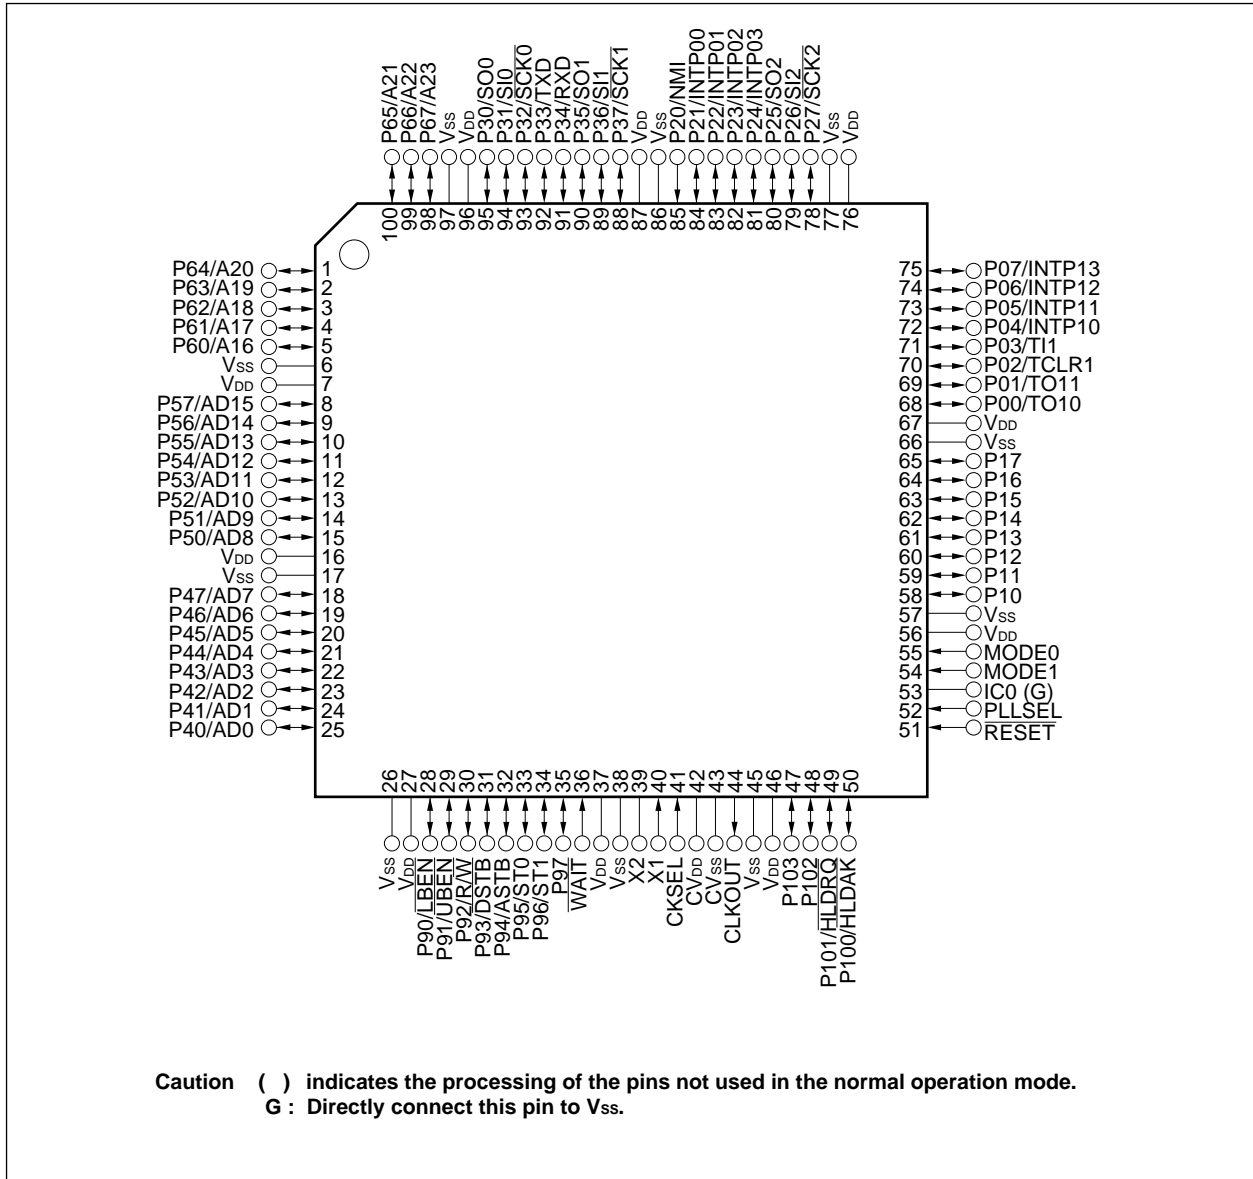 P65/A21
P66/A22
P67/A23
VSS
VDD
P30/SO0
P31/SI0
P32/SCK0
P33/TXD
P34/RXD
P35/SO1
P36/SI1
P37/SCK1
VDD
VSS
P20/NMI
P21/INTP00
P22/INTP01
P23/INTP02
P24/INTP03
P25/SO2
P26/SI2
P27/SCK2
VSS
VDD
100
99
98
97
96
95
94
93
92
91
90
89
88
87
86
85
84
83
82
81
80
79
78
77
76
P64/A20 1
P63/A19 2
P62/A18 3
P61/A17 4
P60/A16 5
VSS 6
VDD 7
P57/AD15 8
P56/AD14 9
P55/AD13 10
P54/AD12 11
P53/AD11 12
P52/AD10 13
P51/AD9 14
P50/AD8 15
VDD 16
VSS 17
P47/AD7 18
P46/AD6 19
P45/AD5 20
P44/AD4 21
P43/AD3 22
P42/AD2 23
P41/AD1 24
P40/AD0 25
75 P07/INTP13
74 P06/INTP12
73 P05/INTP11
72 P04/INTP10
71 P03/TI1
70 P02/TCLR1
69 P01/TO11
68 P00/TO10
67 VDD
66 VSS
65 P17
64 P16
63 P15
62 P14
61 P13
60 P12
59 P11
58 P10
57 VSS
56 VDD
55 MODE0
54 MODE1
53 IC0 (G)
52 PLLSEL
51 RESET
26
27
28
29
30
31
32
33
34
35
36
37
38
39
40
41
42
43
44
45
46
47
48
49
50
VSS
VDD
P90/LBEN
P91/UBEN
P92/R/W
P93/DSTB
P94/ASTB
P95/ST0
P96/ST1
P97
WAIT
VDD
VSS
X2
X1
CKSEL
CVDD
CVSS
CLKOUT
VSS
VDD
P103
P102
P101/HLDRQ
P100/HLDAK
Caution ( ) indicates the processing of the pins not used in the normal operation mode.
G : Directly connect this pin to VSS.